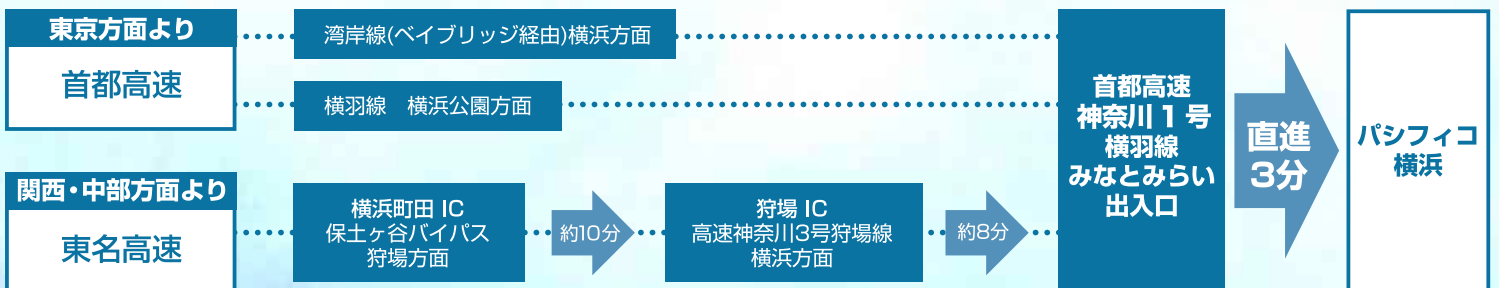 東京方面より
首都高速
湾岸線(ベイブリッジ経由)横浜方面
横羽線　横浜公園方面
関西・中部方面より
東名高速
横浜町田 IC
保土ヶ谷バイパス
狩場方面
約10分
狩場 IC
高速神奈川3号狩場線
横浜方面
約8分
首都高速
神奈川 1 号
横羽線
みなとみらい
出入口
直進
3分
パシフィコ
横浜